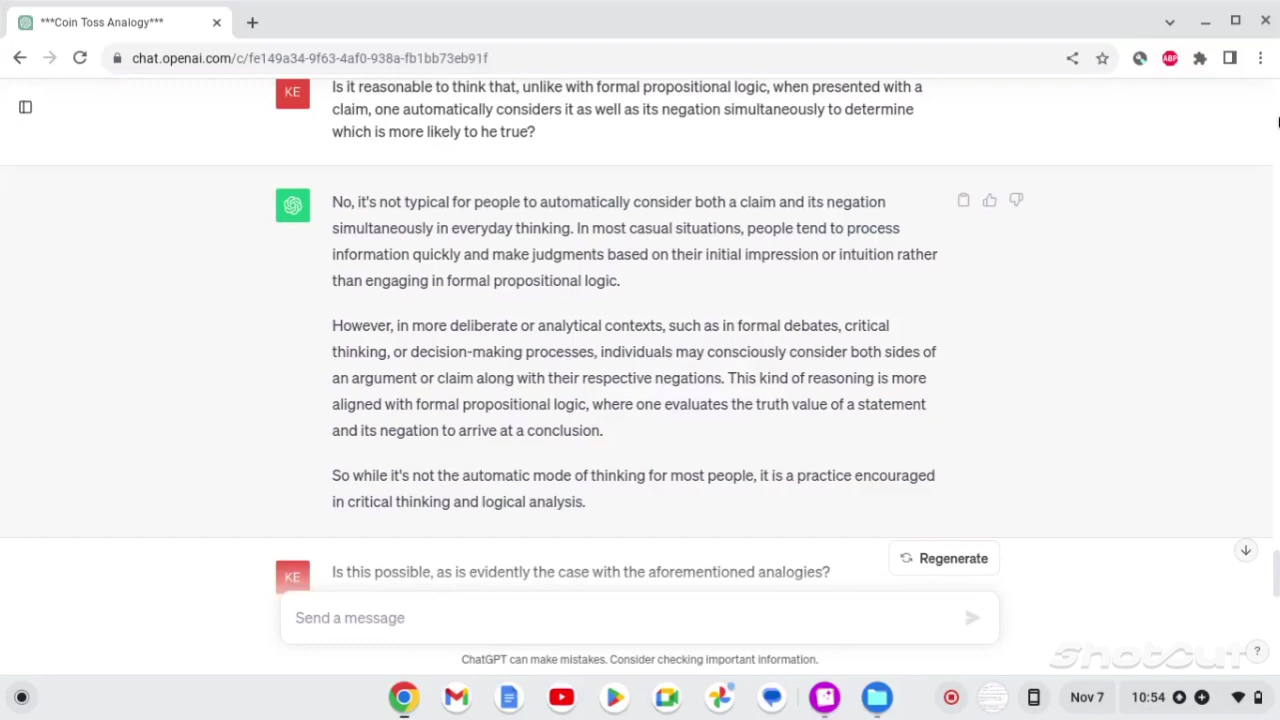 ***Coin Toss Analogy***
chat.openai.com/c/fe149a34-9f63-4af0-938a-fb1bb73eb91f
ABP
KE
Is it reasonable to think that, unlike with formal propositional logic, when presented with a
claim, one automatically considers it as well as its negation simultaneously to determine
which is more likely to he true?
No, it's not typical for people to automatically consider both a claim and its negation
simultaneously in everyday thinking. In most casual situations, people tend to process
information quickly and make judgments based on their initial impression or intuition rather
than engaging in formal propositional logic.
However, in more deliberate or analytical contexts, such as in formal debates, critical
thinking, or decision-making processes, individuals may consciously consider both sides of
an argument or claim along with their respective negations. This kind of reasoning is more
aligned with formal propositional logic, where one evaluates the truth value of a statement
and its negation to arrive at a conclusion.
So while it's not the automatic mode of thinking for most people, it is a practice encouraged
in critical thinking and logical analysis.
Regenerate
KE
Is this possible, as is evidently the case with the aforementioned analogies?
Send a message
ChatGPT can make mistakes. Consider checking important information.
Shotcut
?
Nov 7
10:54